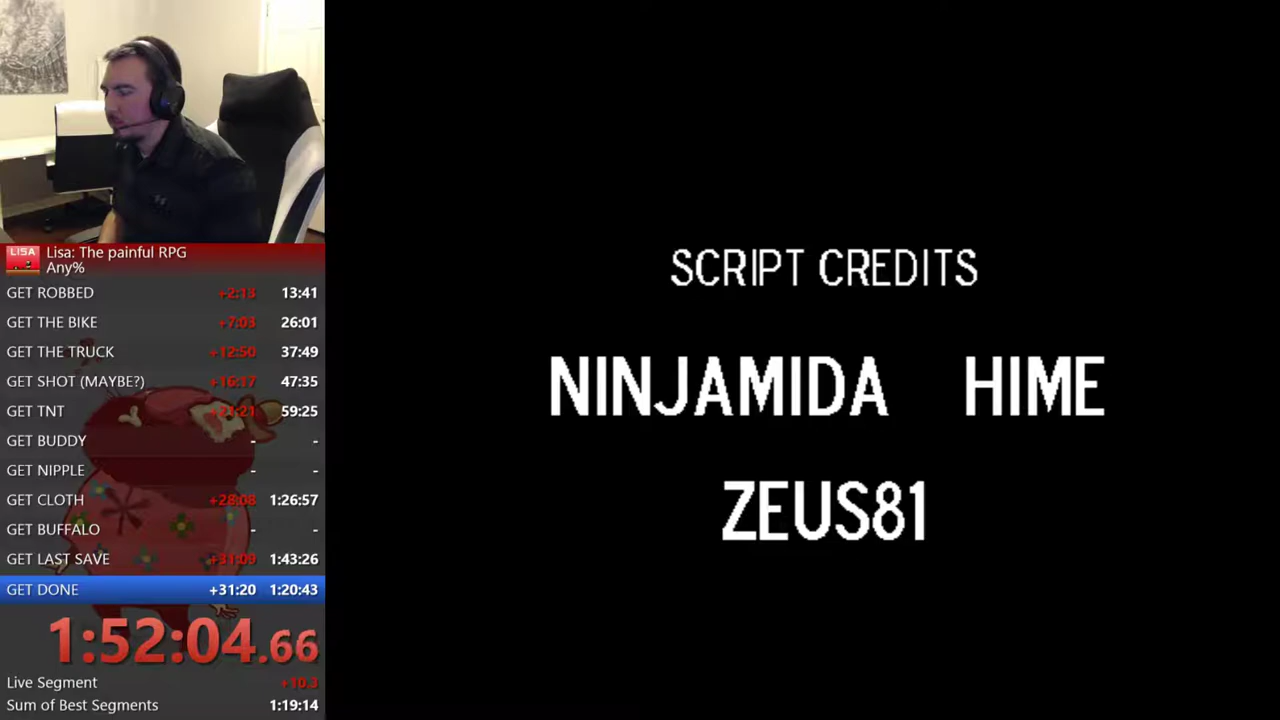 LISA
Lisa: The painful RPG
Any%
GET ROBBED +2:13 13:41
GET THE BIKE +7:03 26:01
GET THE TRUCK +12:50 37:49
GET SHOT (MAYBE?) +16:17 47:35
GET TNT +21:21 59:25
GET BUDDY - -
GET NIPPLE - -
GET CLOTH +28:08 1:26:57
GET BUFFALO - -
GET LAST SAVE +31:09 1:43:26
GET DONE +31:20 1:20:43
1:52:04.66
Live Segment +10.3
Sum of Best Segments 1:19:14
SCRIPT CREDITS
NINJAMIDA HIME
ZEUS81